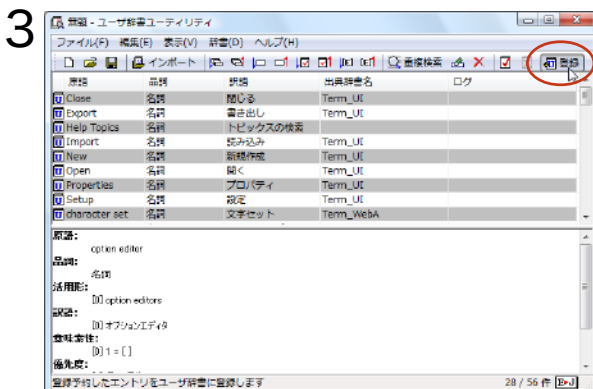 3
無題 - ユーザ辞書ユーティリティ
ファイル(F) 編集(E) 表示(V) 辞書(D) ヘルプ(H)
インポート 重複検索 登録
原語 品詞 訳語 出典辞書名 ログ
Close 名詞 閉じる Term_UI
Export 名詞 書き出し Term_UI
Help Topics 名詞 トピックスの検索
Import 名詞 読み込み Term_UI
New 名詞 新規作成 Term_UI
Open 名詞 開く Term_UI
Properties 名詞 プロパティ Term_UI
Setup 名詞 設定 Term_UI
character set 名詞 文字セット Term_WebA
原語:
option editor
品詞:
名詞
活用形:
[0] option editors
訳語:
[0] オプションエディタ
意味素性:
[0] 1 = [ ]
優先度:
登録予約したエントリをユーザ辞書に登録します 28 / 56 件 E▸J